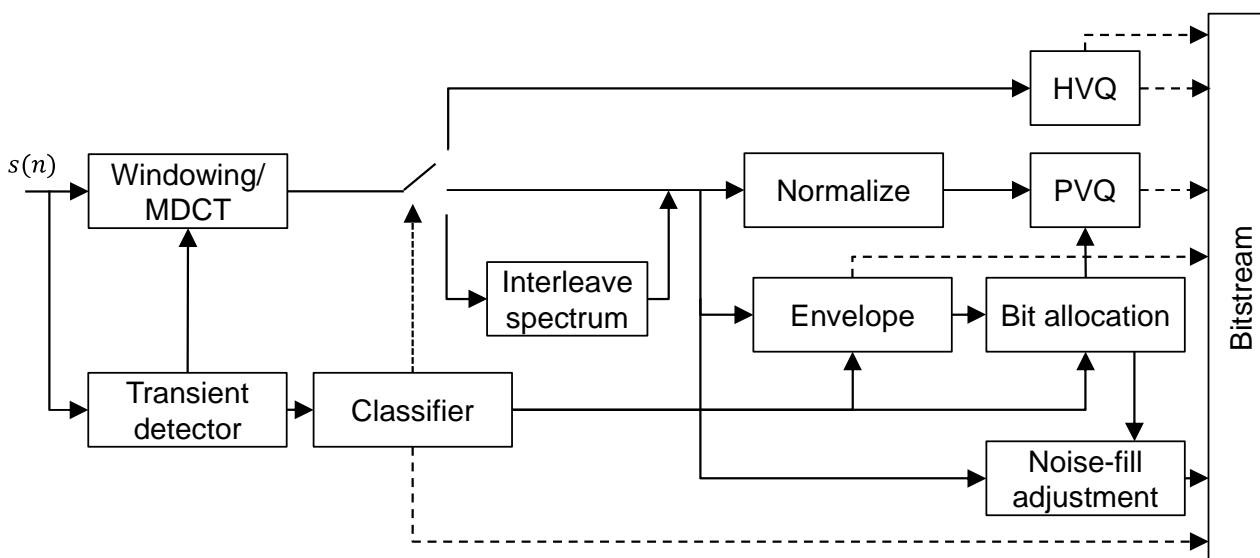 HVQ
s(n)
Windowing/
MDCT
Normalize
PVQ
Interleave
spectrum
Envelope
Bit allocation
Transient
detector
Classifier
Noise-fill
adjustment
Bitstream